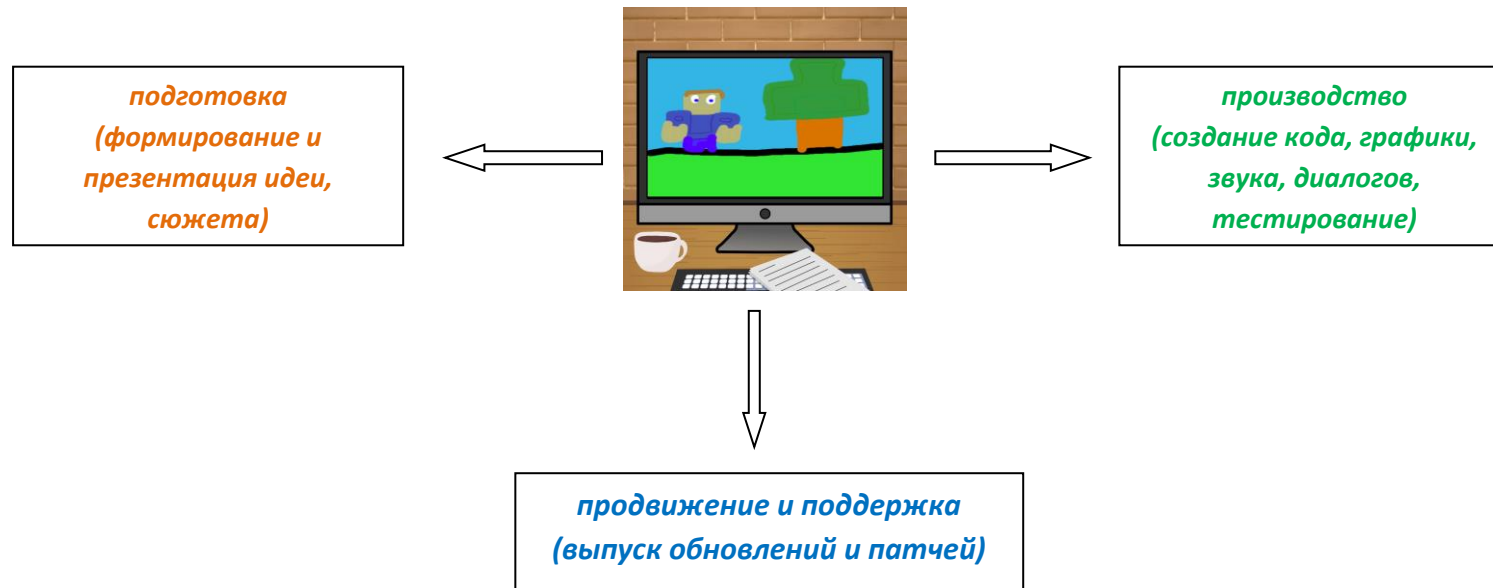 подготовка
(формирование и
презентация идеи,
сюжета)
производство
(создание кода, графики,
звука, диалогов,
тестирование)
продвижение и поддержка
(выпуск обновлений и патчей)